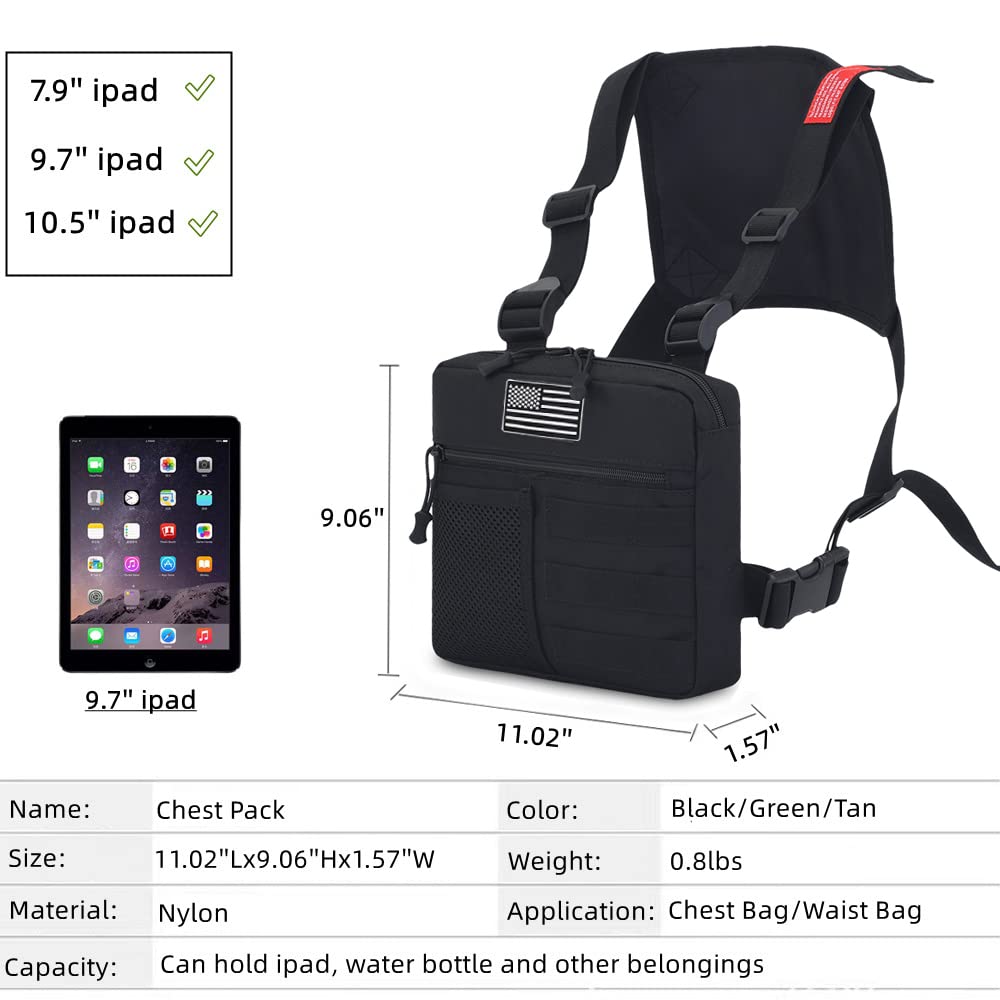 7.9" ipad
9.7" ipad
10.5" ipad
9.06"
9.7" ipad
11.02"
1.57"
Name: Chest Pack Color: Black/Green/Tan
Size: 11.02"Lx9.06"Hx1.57"W Weight: 0.8lbs
Material: Nylon Application: Chest Bag/Waist Bag
Capacity: Can hold ipad, water bottle and other belongings